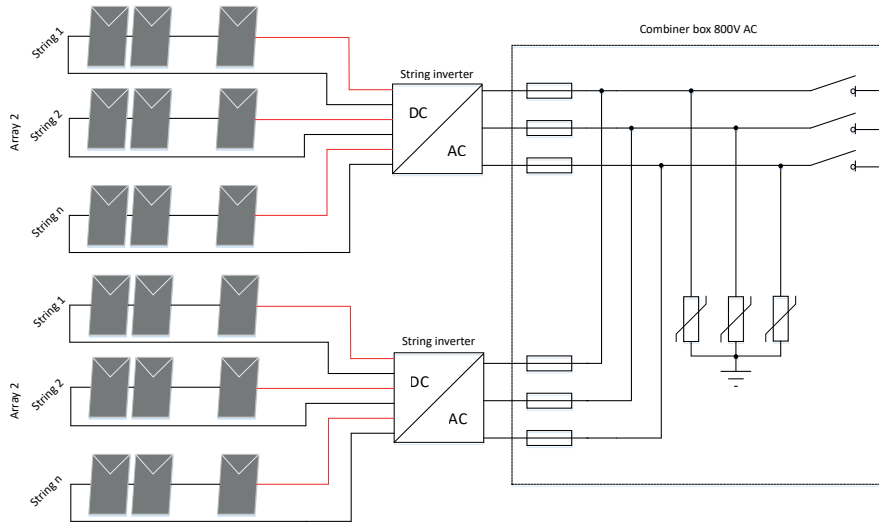 Combiner box 800V AC
String 1
String 2
String n
Array 2
String inverter
DC
AC
String 1
String 2
String n
Array 2
String inverter
DC
AC